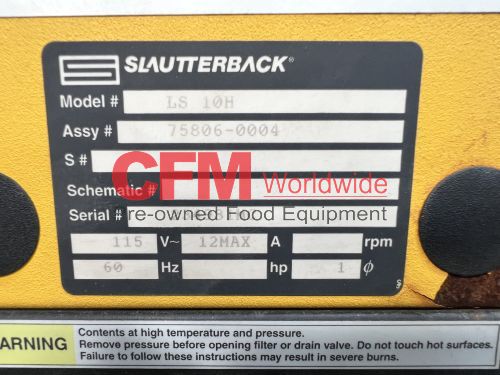 SLAUTTERBACK®
Model # LS 10H
Assy # 75806-0004
S #
CFM Worldwide
Schematic #
re-owned Food Equipment
Serial #
115 V~ 12MAX A rpm
60 Hz hp 1 ø
ARNING
Contents at high temperature and pressure.
Remove pressure before opening filter or drain valve. Do not touch hot surfaces.
Failure to follow these instructions may result in severe burns.